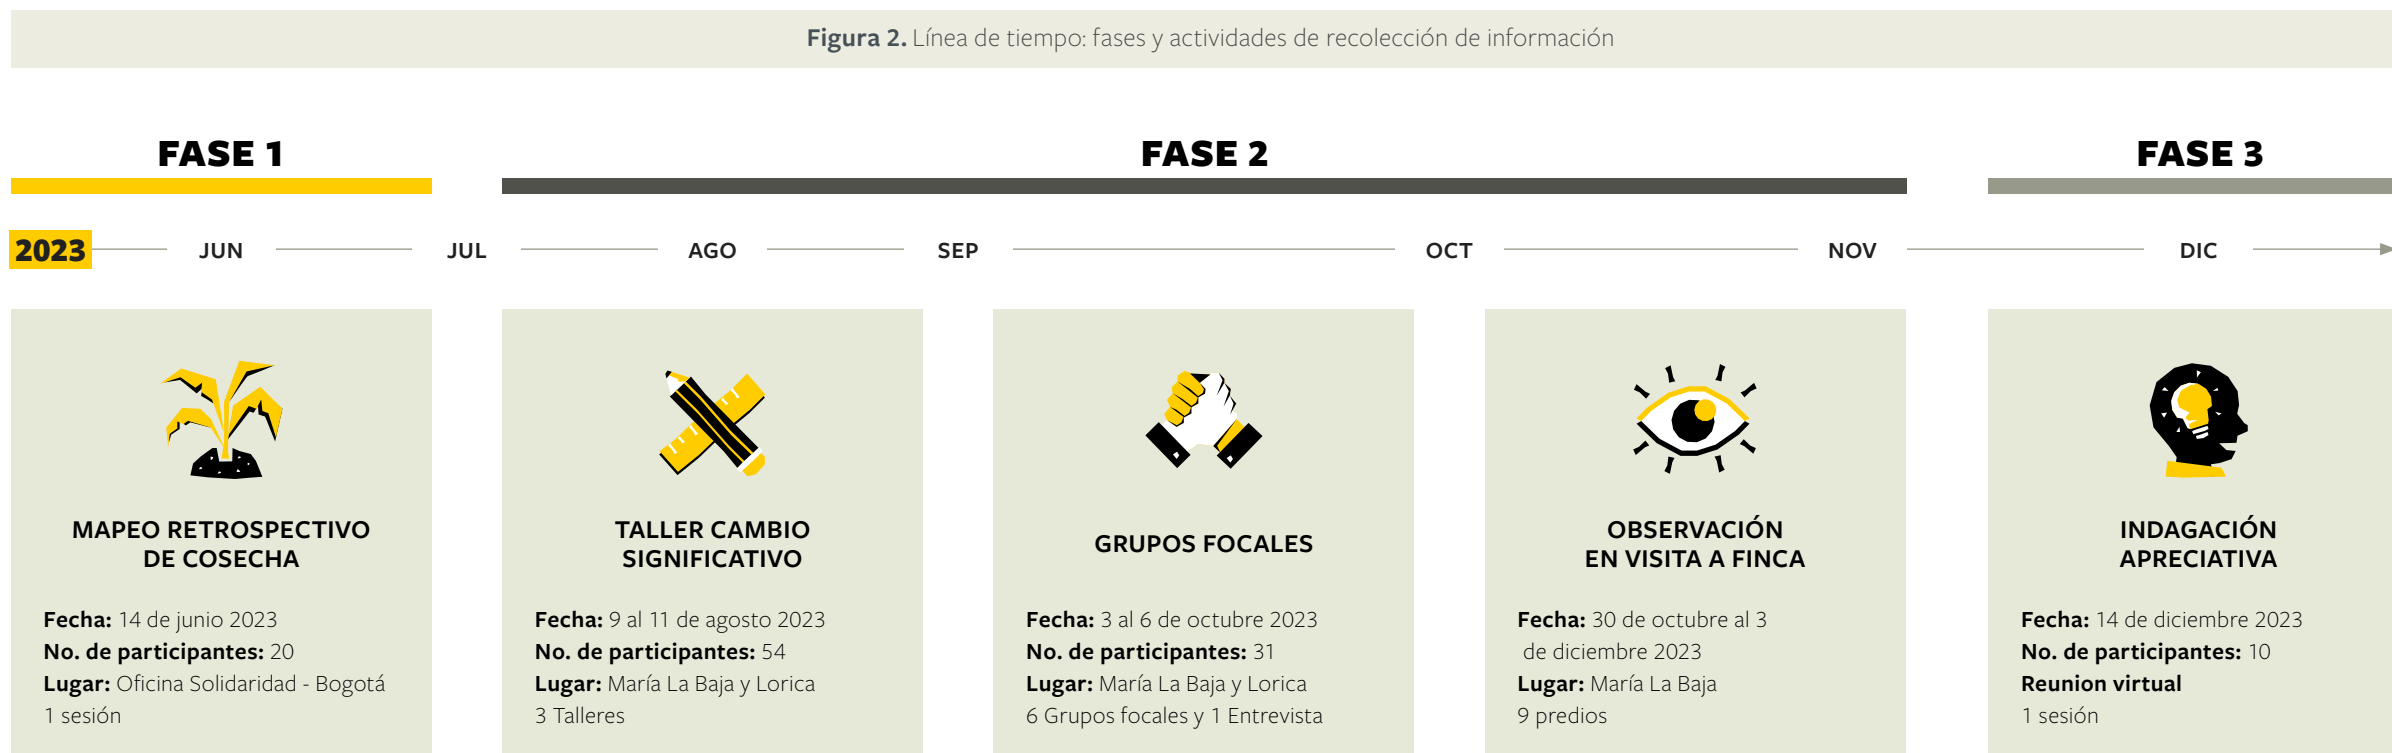 Figura 2. Línea de tiempo: fases y actividades de recolección de información
FASE 1
FASE 2
FASE 3
2023
JUN
JUL
AGO
SEP
OCT
NOV
DIC
MAPEO RETROSPECTIVO
DE COSECHA
Fecha: 14 de junio 2023
No. de participantes: 20
Lugar: Oficina Solidaridad - Bogotá
1 sesión
TALLER CAMBIO
SIGNIFICATIVO
Fecha: 9 al 11 de agosto 2023
No. de participantes: 54
Lugar: María La Baja y Lorica
3 Talleres
GRUPOS FOCALES
Fecha: 3 al 6 de octubre 2023
No. de participantes: 31
Lugar: María La Baja y Lorica
6 Grupos focales y 1 Entrevista
OBSERVACIÓN
EN VISITA A FINCA
Fecha: 30 de octubre al 3
de diciembre 2023
Lugar: María La Baja
9 predios
INDAGACIÓN
APRECIATIVA
Fecha: 14 de diciembre 2023
No. de participantes: 10
Reunion virtual
1 sesión